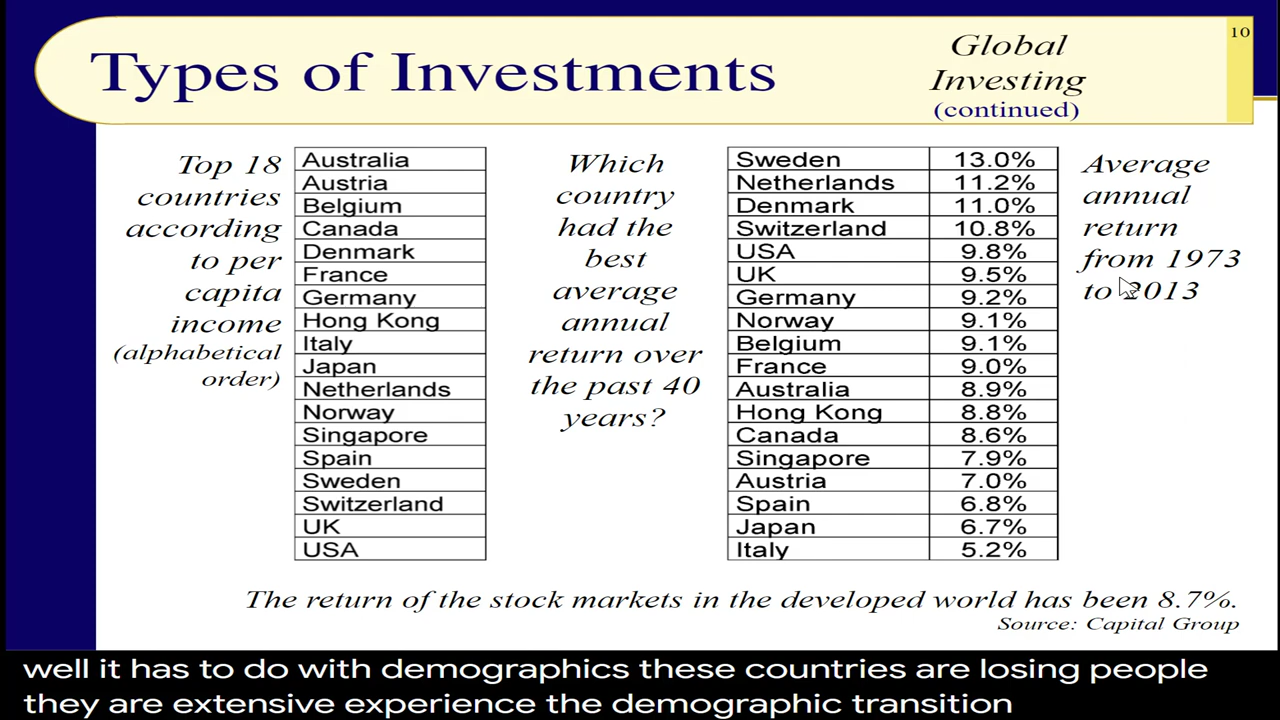 10
Types of Investments
Global
Investing
(continued)
Top 18
countries
according
to per
capita
income
(alphabetical
order)
Australia
Austria
Belgium
Canada
Denmark
France
Germany
Hong Kong
Italy
Japan
Netherlands
Norway
Singapore
Spain
Sweden
Switzerland
UK
USA
Which
country
had the
best
average
annual
return over
the past 40
years?
Sweden 13.0%
Netherlands 11.2%
Denmark 11.0%
Switzerland 10.8%
USA 9.8%
UK 9.5%
Germany 9.2%
Norway 9.1%
Belgium 9.1%
France 9.0%
Australia 8.9%
Hong Kong 8.8%
Canada 8.6%
Singapore 7.9%
Austria 7.0%
Spain 6.8%
Japan 6.7%
Italy 5.2%
Average
annual
return
from 1973
to 2013
The return of the stock markets in the developed world has been 8.7%.
Source: Capital Group
well it has to do with demographics these countries are losing people
they are extensive experience the demographic transition